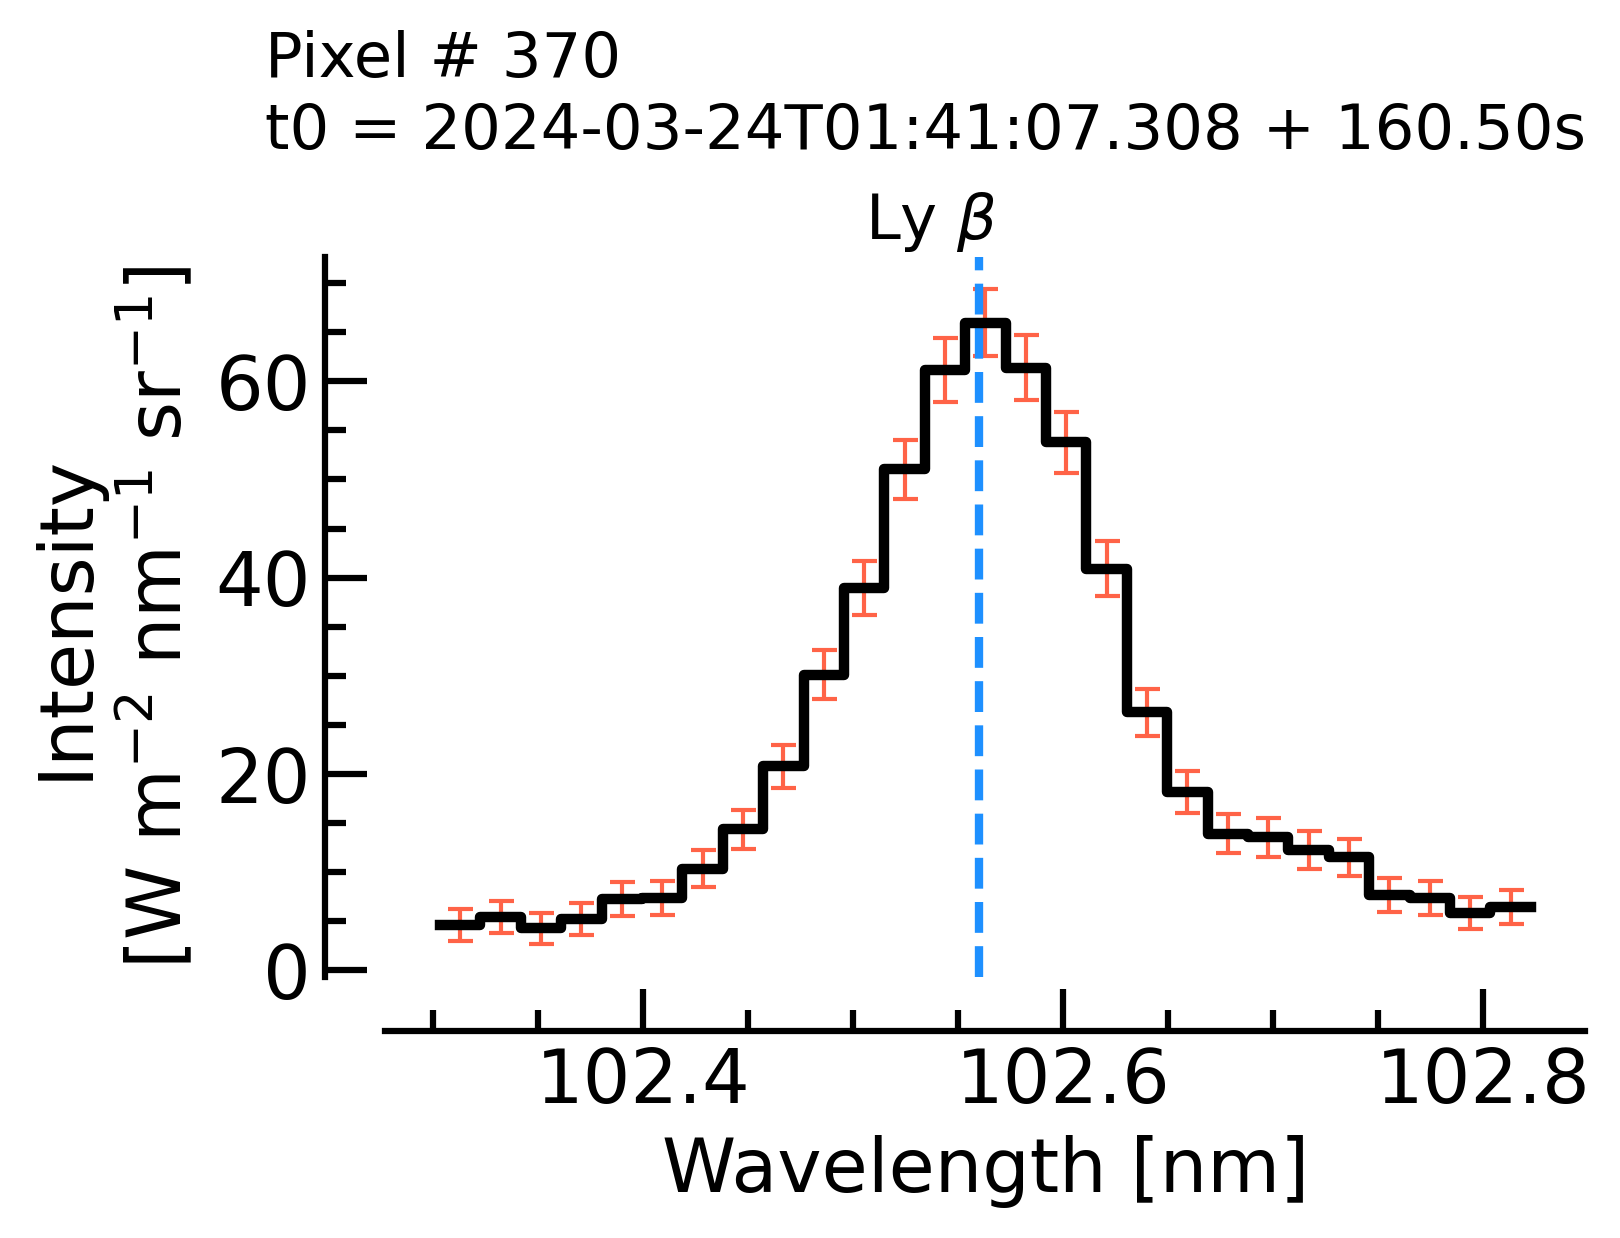 Pixel # 370
t0 = 2024-03-24T01:41:07.308 + 160.50s
Ly β
Intensity
[W m⁻² nm⁻¹ sr⁻¹]
60
40
20
0
102.4 102.6 102.8
Wavelength [nm]